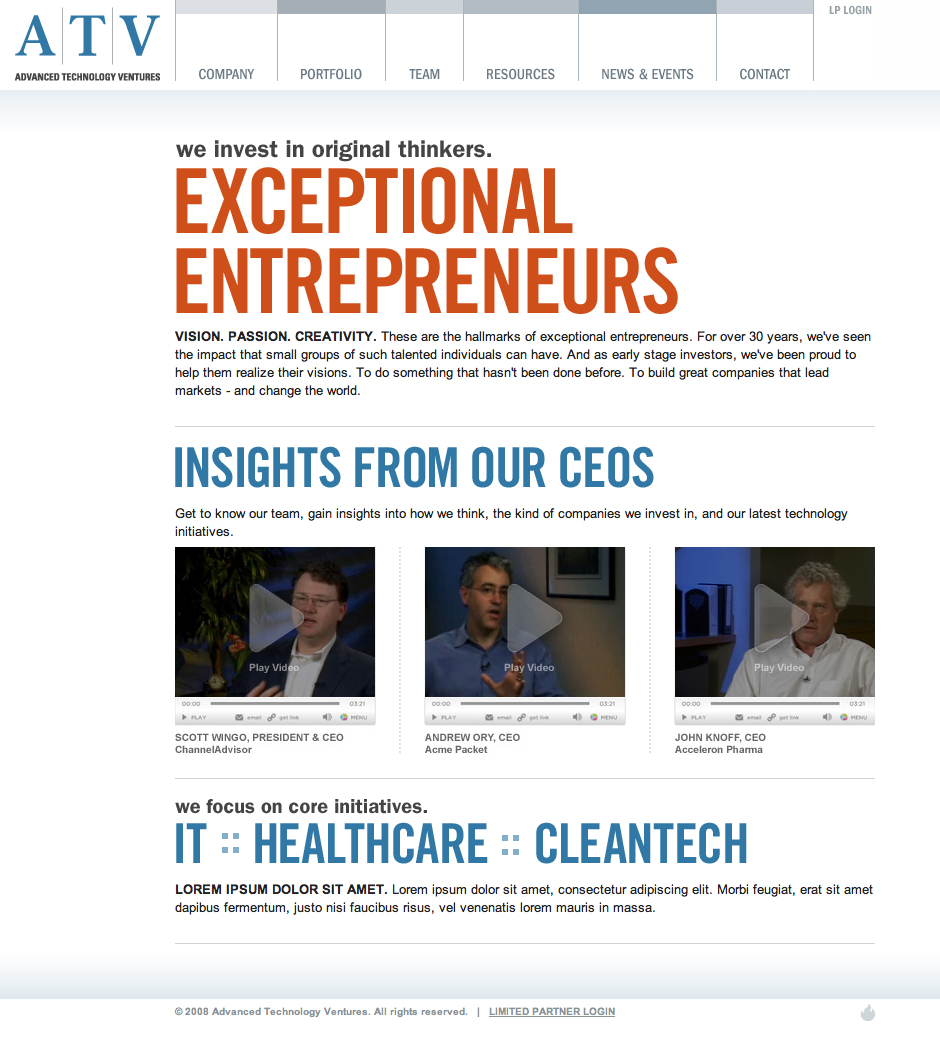 A T V
ADVANCED TECHNOLOGY VENTURES
COMPANY
PORTFOLIO
TEAM
RESOURCES
NEWS & EVENTS
CONTACT
LP LOGIN
we invest in original thinkers.
EXCEPTIONAL
ENTREPRENEURS
VISION. PASSION. CREATIVITY. These are the hallmarks of exceptional entrepreneurs. For over 30 years, we've seen
the impact that small groups of such talented individuals can have. And as early stage investors, we've been proud to
help them realize their visions. To do something that hasn't been done before. To build great companies that lead
markets - and change the world.
INSIGHTS FROM OUR CEOS
Get to know our team, gain insights into how we think, the kind of companies we invest in, and our latest technology
initiatives.
Play Video
00:00 03:21
PLAY email get link MENU
SCOTT WINGO, PRESIDENT & CEO
ChannelAdvisor
Play Video
00:00 03:21
PLAY email get link MENU
ANDREW ORY, CEO
Acme Packet
Play Video
00:00 03:21
PLAY email get link MENU
JOHN KNOFF, CEO
Acceleron Pharma
we focus on core initiatives.
IT :: HEALTHCARE :: CLEANTECH
LOREM IPSUM DOLOR SIT AMET. Lorem ipsum dolor sit amet, consectetur adipiscing elit. Morbi feugiat, erat sit amet
dapibus fermentum, justo nisi faucibus risus, vel venenatis lorem mauris in massa.
© 2008 Advanced Technology Ventures. All rights reserved. | LIMITED PARTNER LOGIN